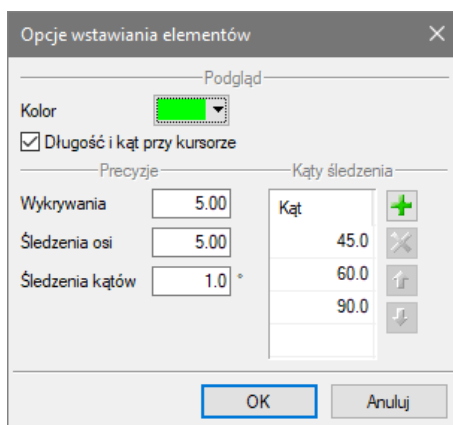 Opcje wstawiania elementów
Podgląd
Kolor
Długość i kąt przy kursorze
Precyzje
Wykrywania 5.00
Śledzenia osi 5.00
Śledzenia kątów 1.0 °
Kąty śledzenia
Kąt
45.0
60.0
90.0
OK Anuluj